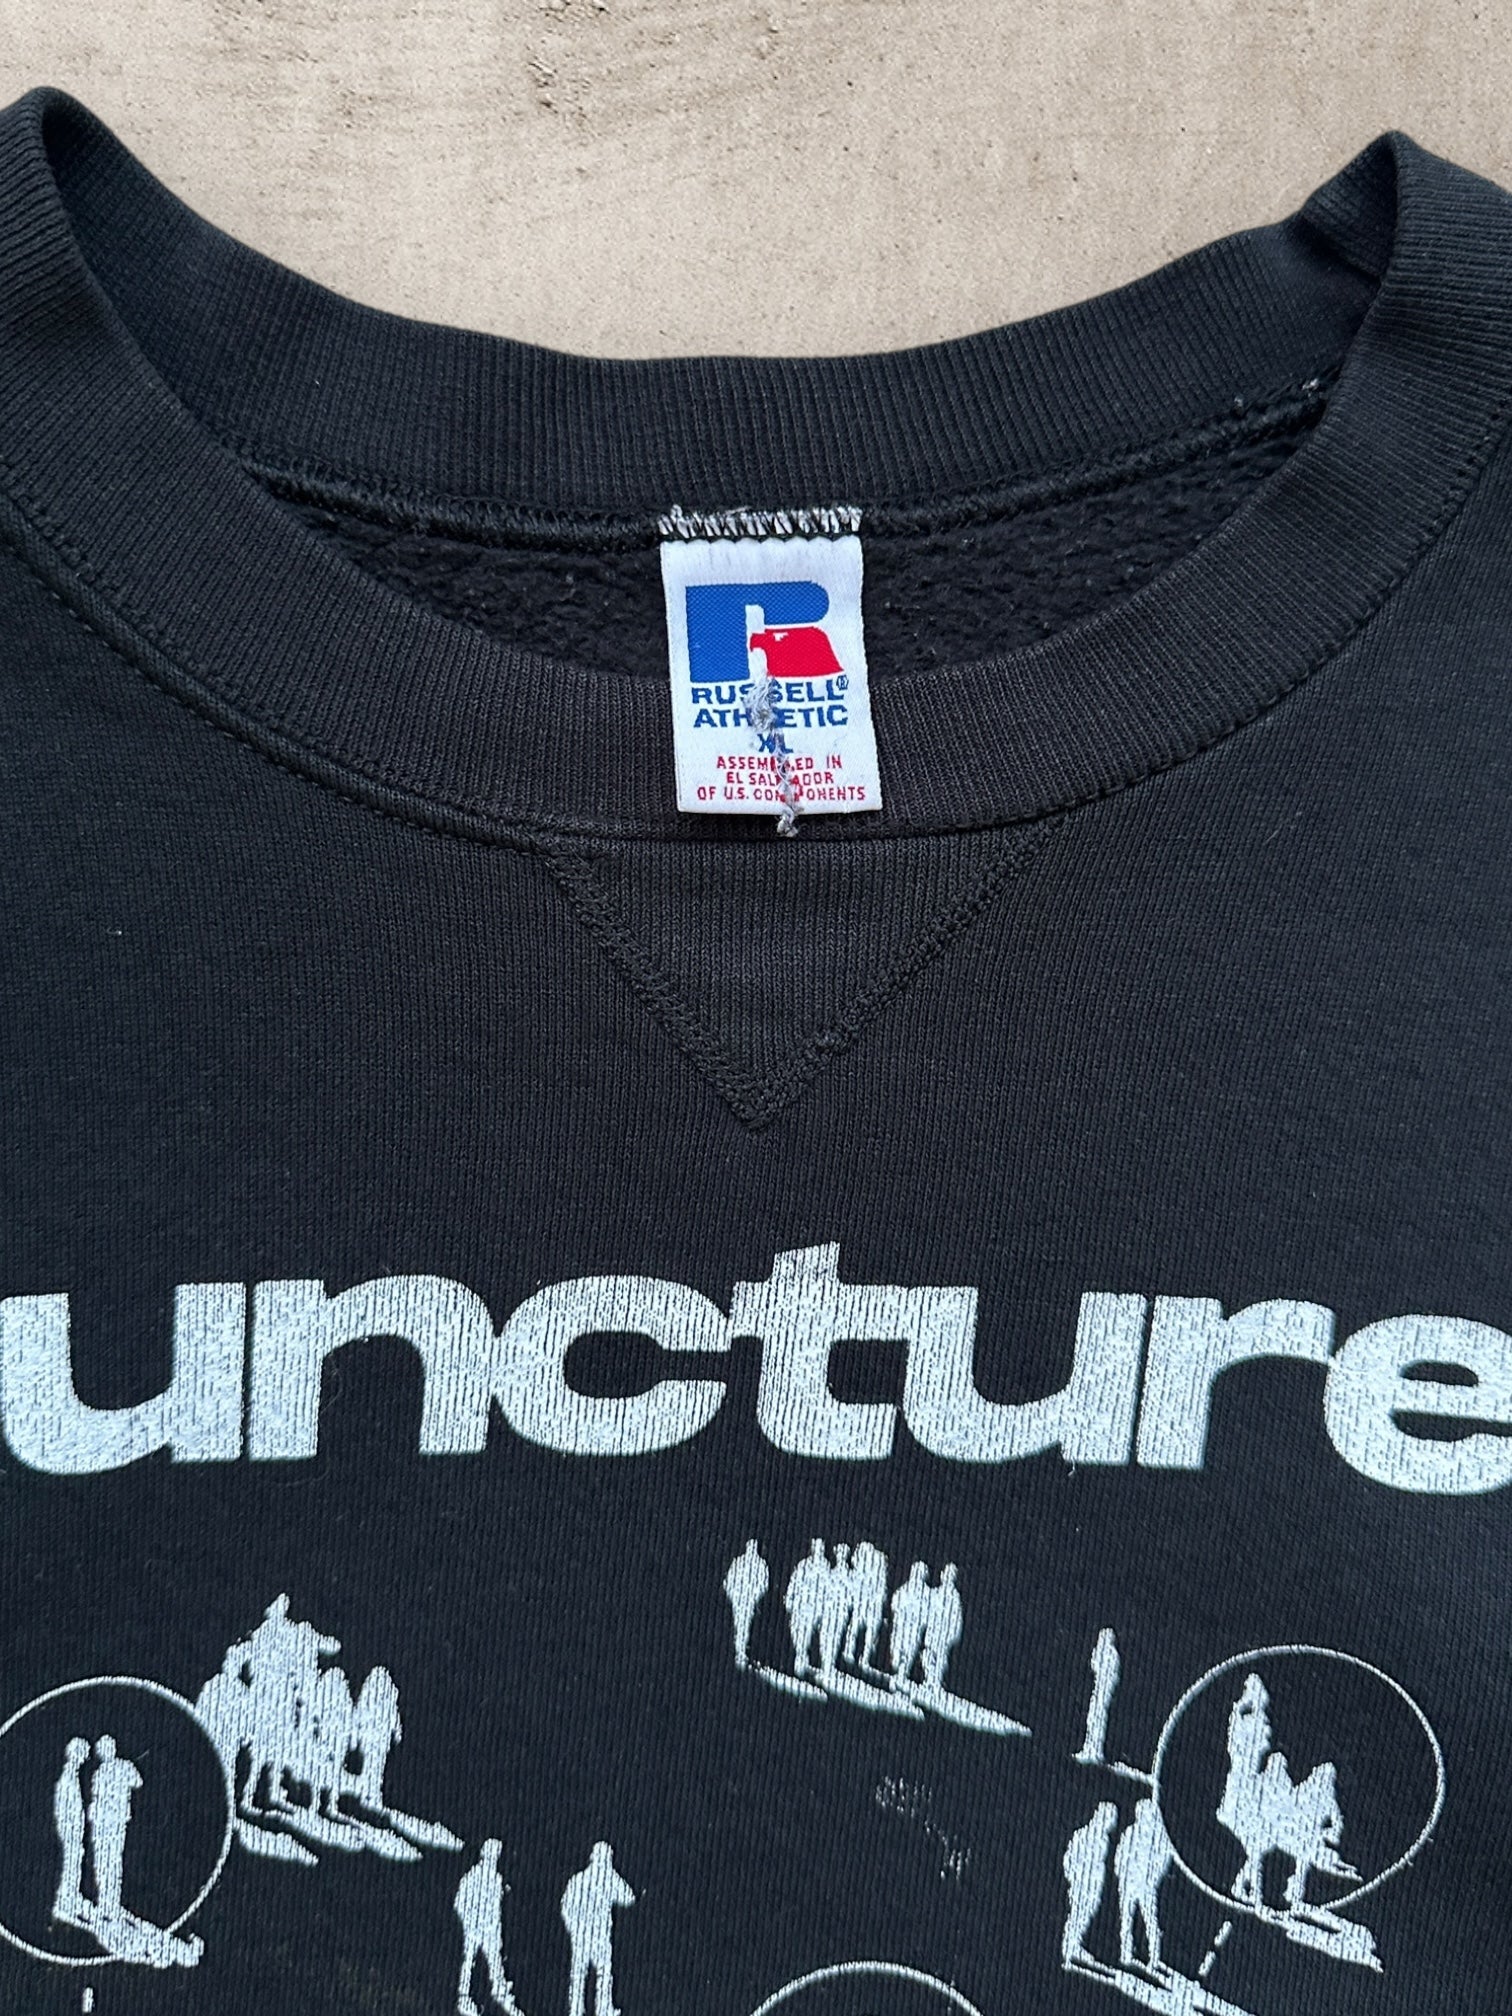 RUSSELL®
ATHLETIC
XL
ASSEMBLED IN
EL SALVADOR
OF U.S. COMPONENTS
uncture